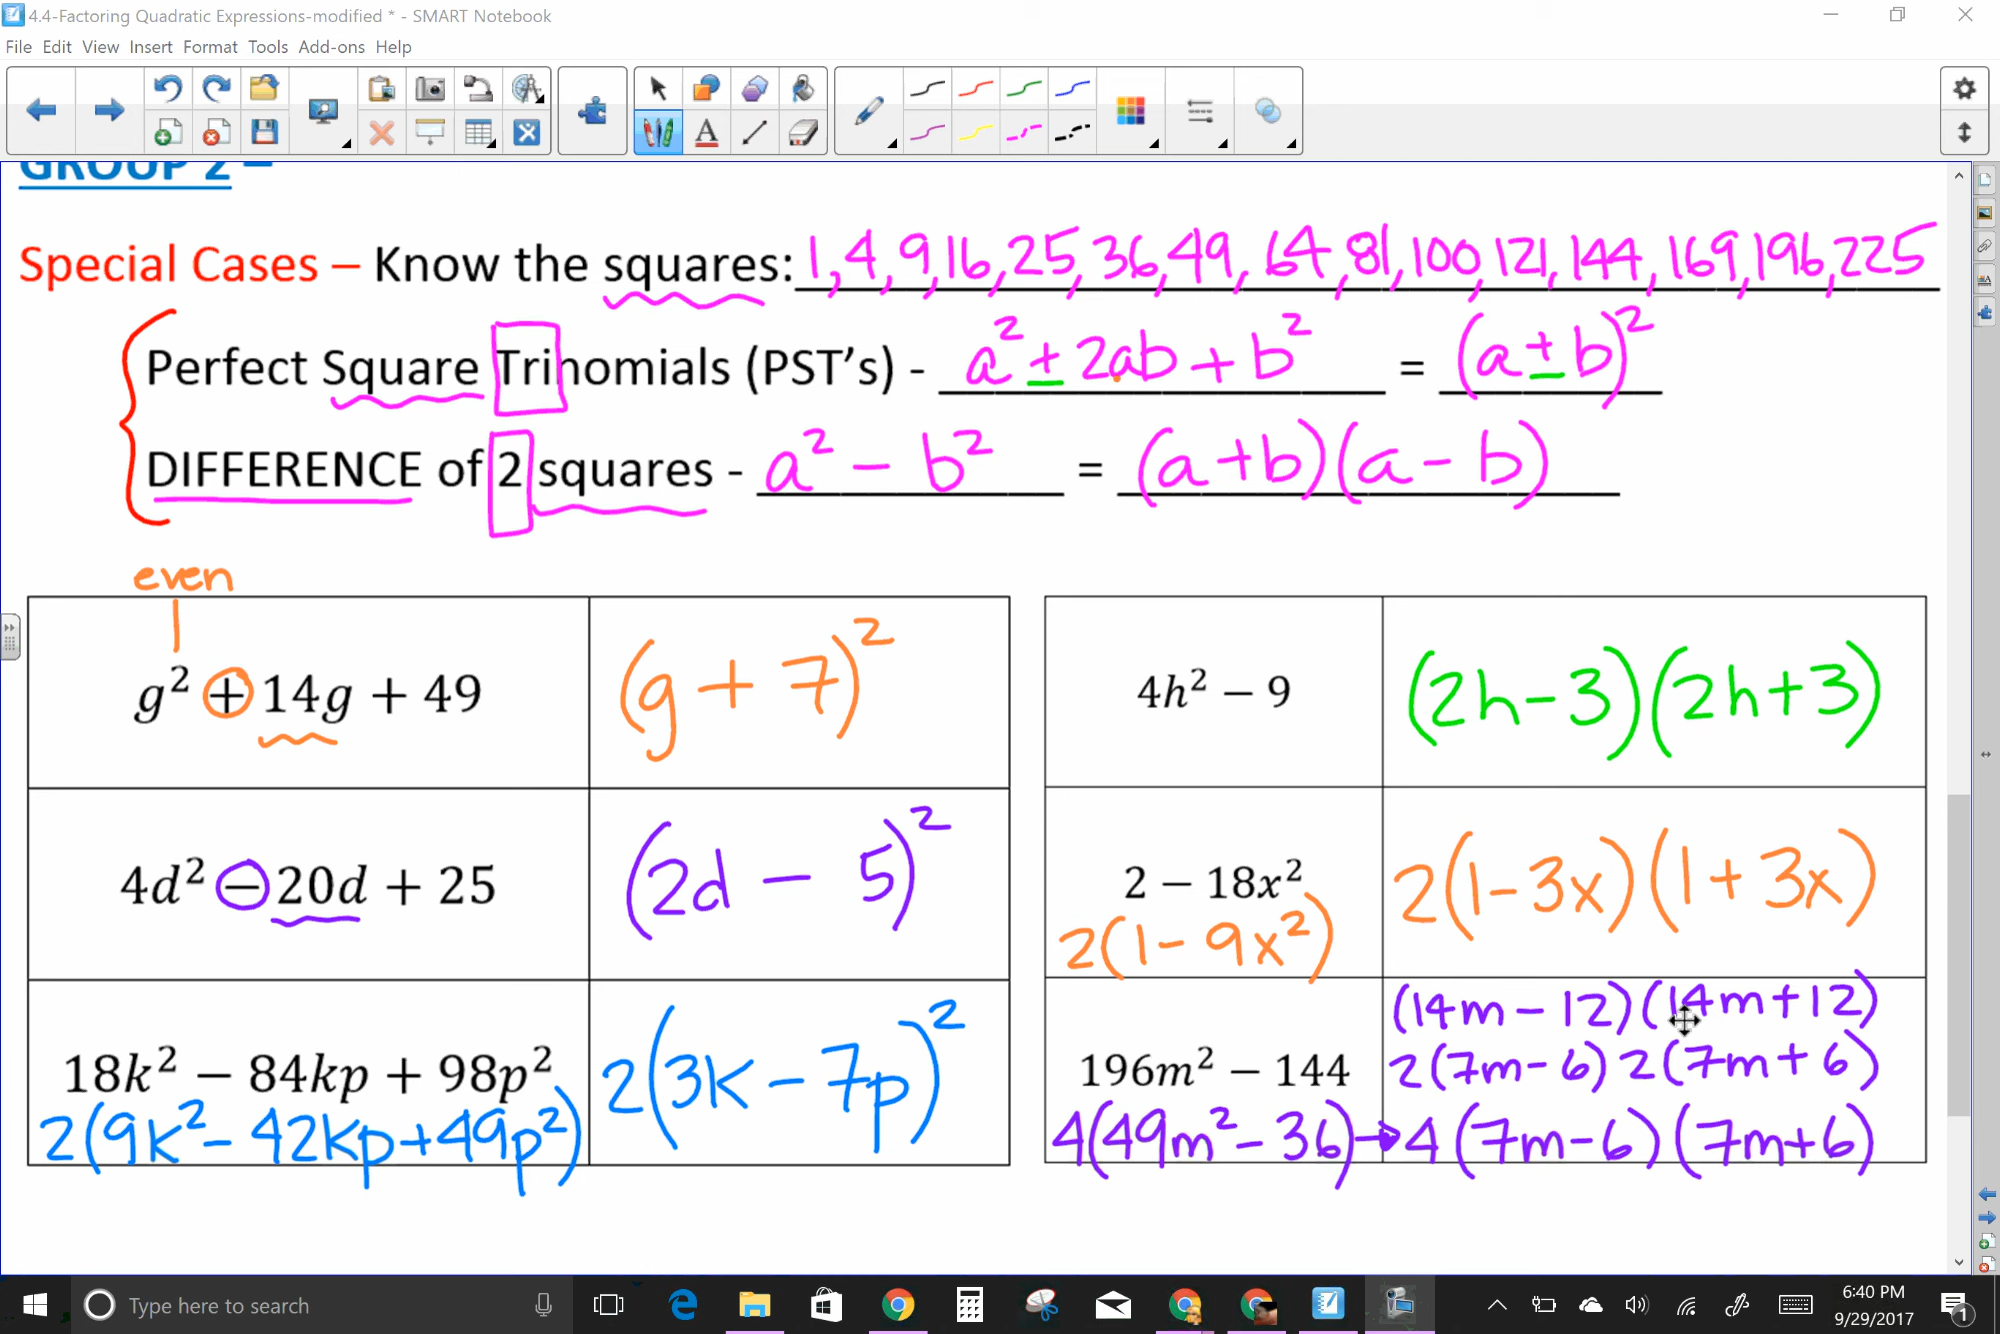 4.4-Factoring Quadratic Expressions-modified * - SMART Notebook
File Edit View Insert Format Tools Add-ons Help
GROUP 2 –
Special Cases – Know the squares: 1,4,9,16,25,36,49,64,81,100,121,144,169,196,225
Perfect Square Trinomials (PST's) - a² ± 2ab + b² = (a ± b)²
DIFFERENCE of 2 squares - a² − b² = (a+b)(a−b)
even
g² + 14g + 49 (g + 7)²
4d² − 20d + 25 (2d − 5)²
18k² − 84kp + 98p² 2(3k − 7p)²
2(9k² − 42kp + 49p²)
4h² − 9 (2h−3)(2h+3)
2 − 18x² 2(1−3x)(1+3x)
2(1−9x²)
(14m−12)(14m+12)
196m² − 144 2(7m−6)2(7m+6)
4(49m²−36)→4(7m−6)(7m+6)
Type here to search
6:40 PM
9/29/2017
1